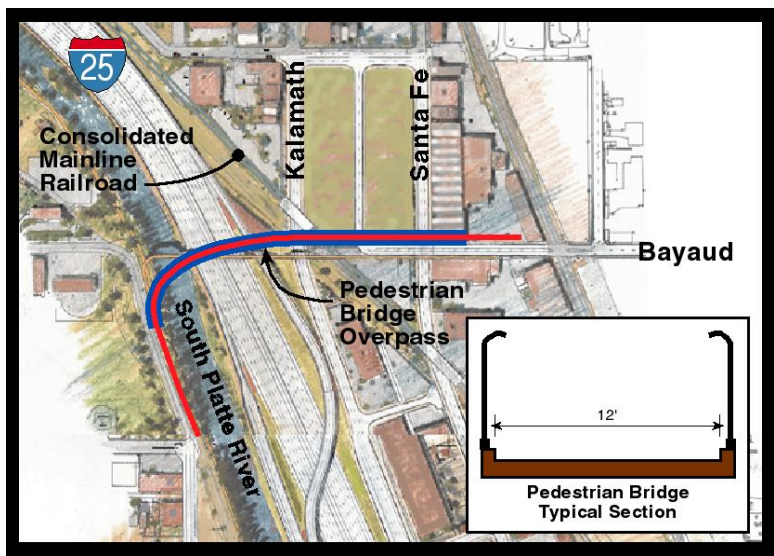 25
Consolidated
Mainline
Railroad
Kalamath
Santa Fe
Bayaud
Pedestrian
Bridge
Overpass
South Platte River
12'
Pedestrian Bridge
Typical Section